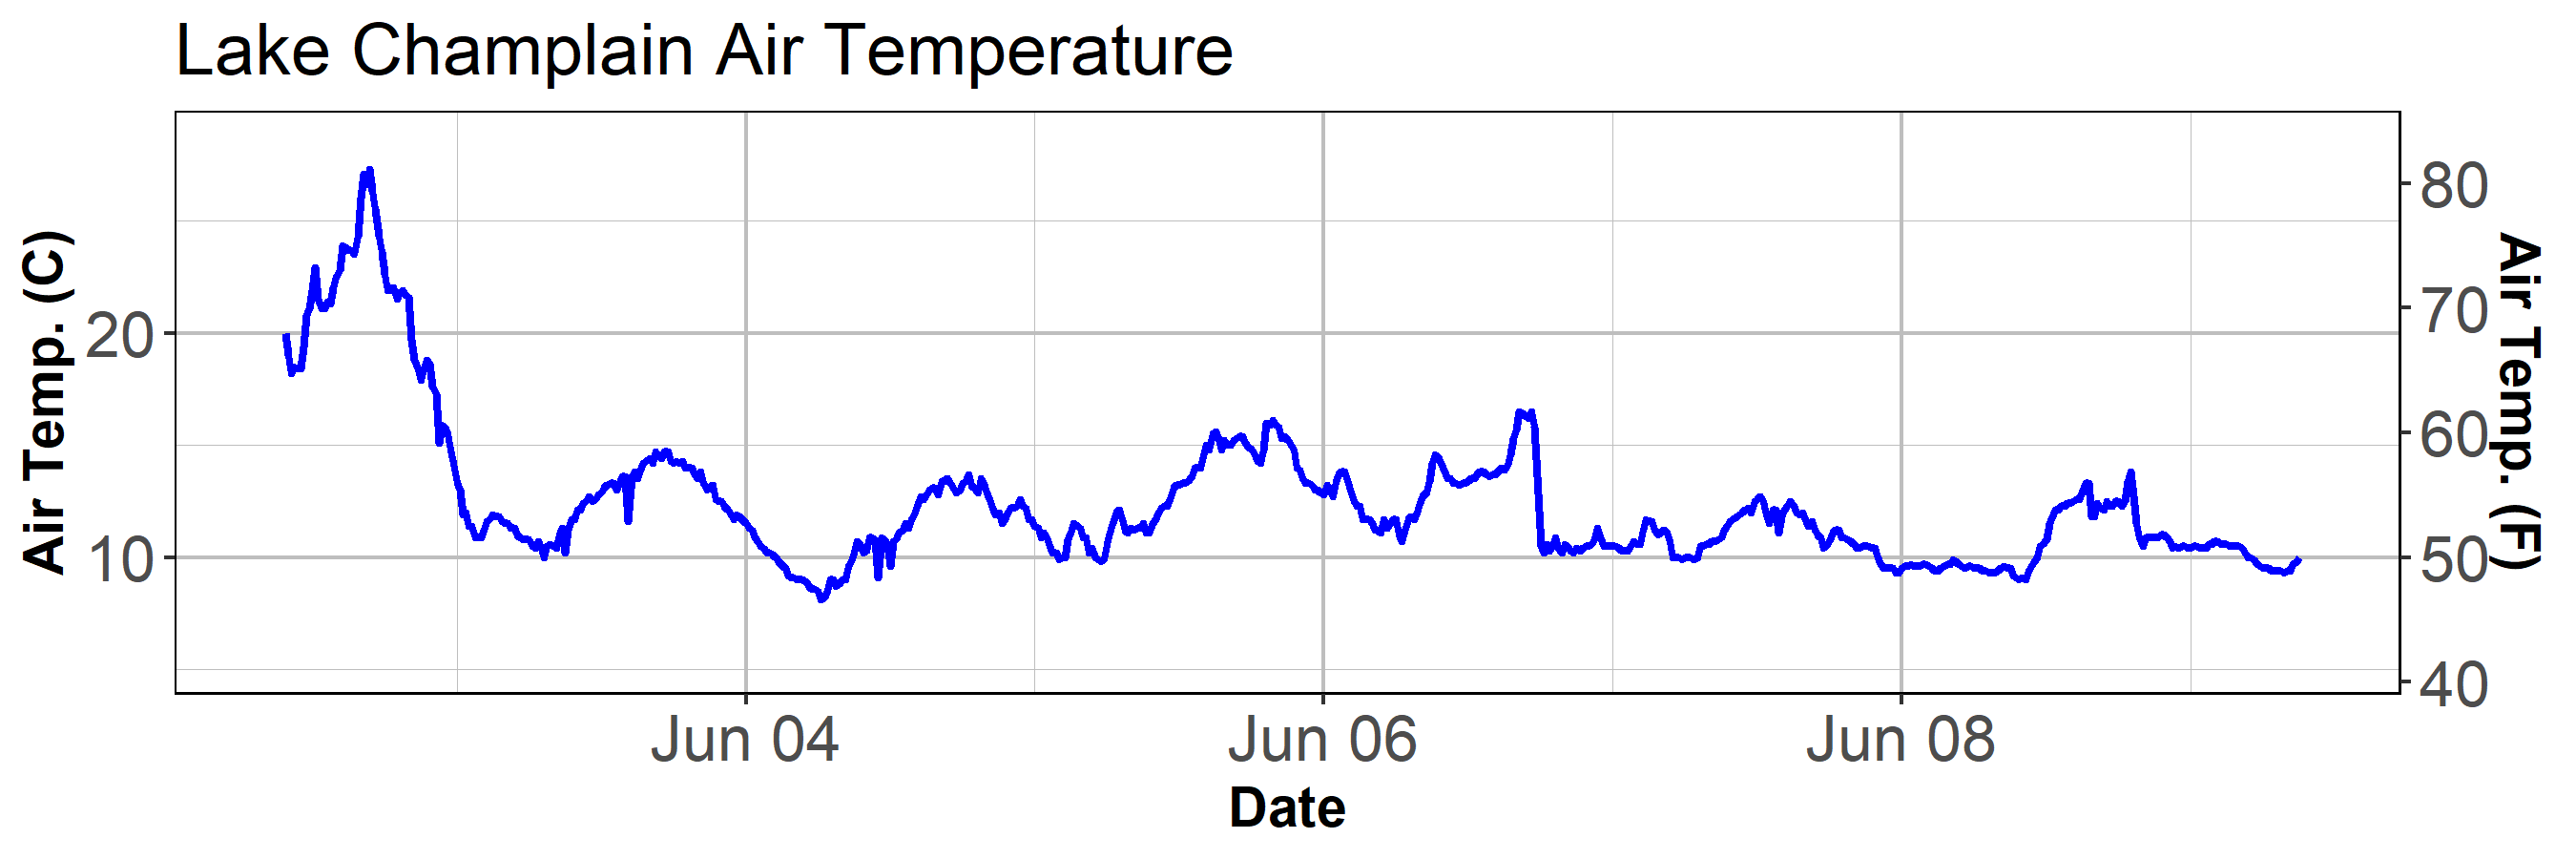 Lake Champlain Air Temperature
Air Temp. (C)
20
10
80
70
60
50
40
Air Temp. (F)
Jun 04
Jun 06
Jun 08
Date